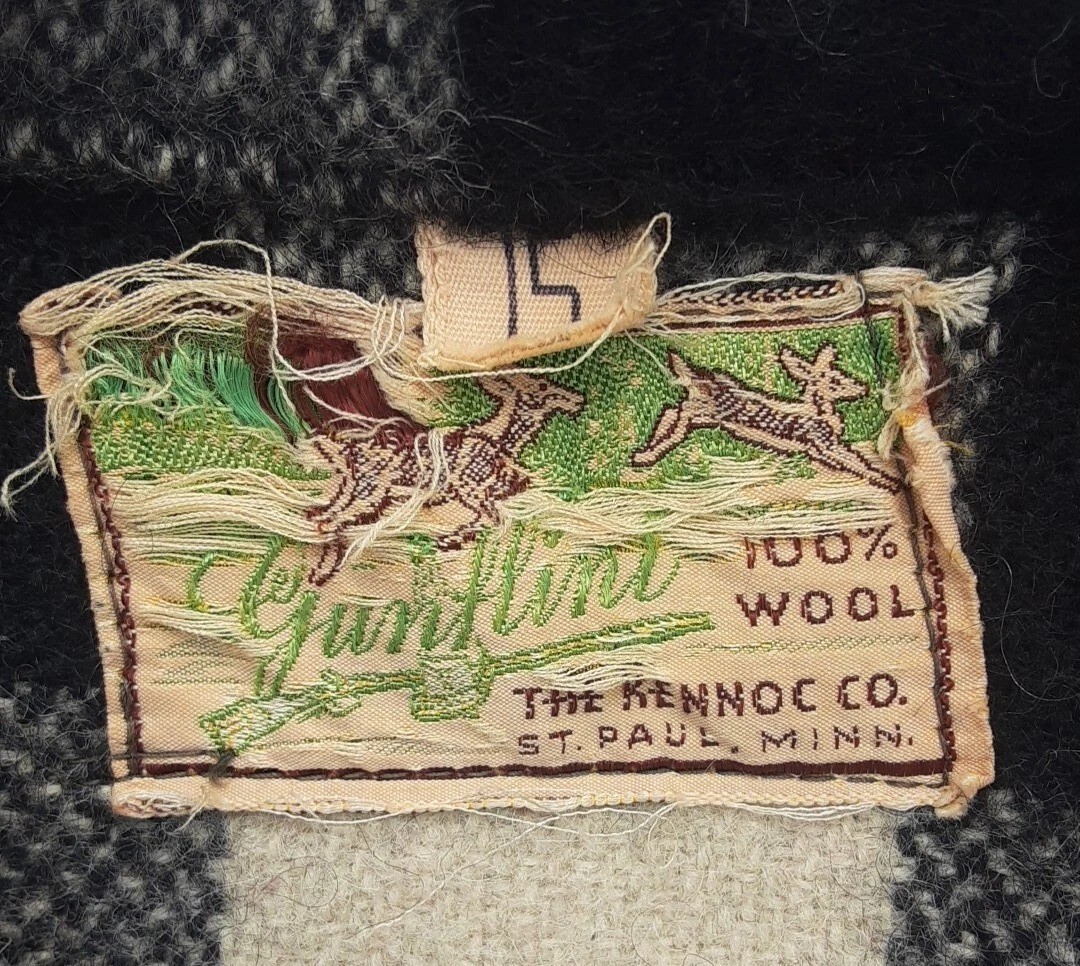 15
Gunflint
100%
WOOL
THE KENNOC CO.
ST. PAUL, MINN.